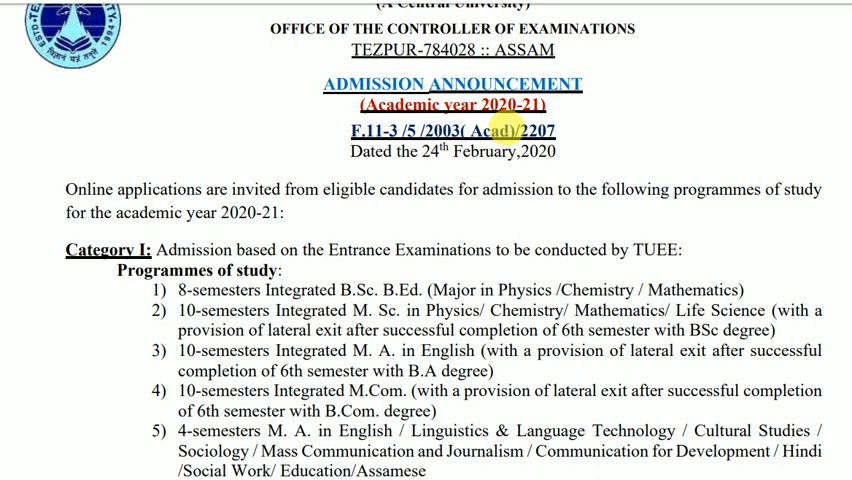 (A Central University)
OFFICE OF THE CONTROLLER OF EXAMINATIONS
TEZPUR-784028 :: ASSAM
ADMISSION ANNOUNCEMENT
(Academic year 2020-21)
F.11-3 /5 /2003( Acad)/2207
Dated the 24th February,2020
Online applications are invited from eligible candidates for admission to the following programmes of study
for the academic year 2020-21:
Category I: Admission based on the Entrance Examinations to be conducted by TUEE:
Programmes of study:
1) 8-semesters Integrated B.Sc. B.Ed. (Major in Physics /Chemistry / Mathematics)
2) 10-semesters Integrated M. Sc. in Physics/ Chemistry/ Mathematics/ Life Science (with a
provision of lateral exit after successful completion of 6th semester with BSc degree)
3) 10-semesters Integrated M. A. in English (with a provision of lateral exit after successful
completion of 6th semester with B.A degree)
4) 10-semesters Integrated M.Com. (with a provision of lateral exit after successful completion
of 6th semester with B.Com. degree)
5) 4-semesters M. A. in English / Linguistics & Language Technology / Cultural Studies /
Sociology / Mass Communication and Journalism / Communication for Development / Hindi
/Social Work/ Education/Assamese